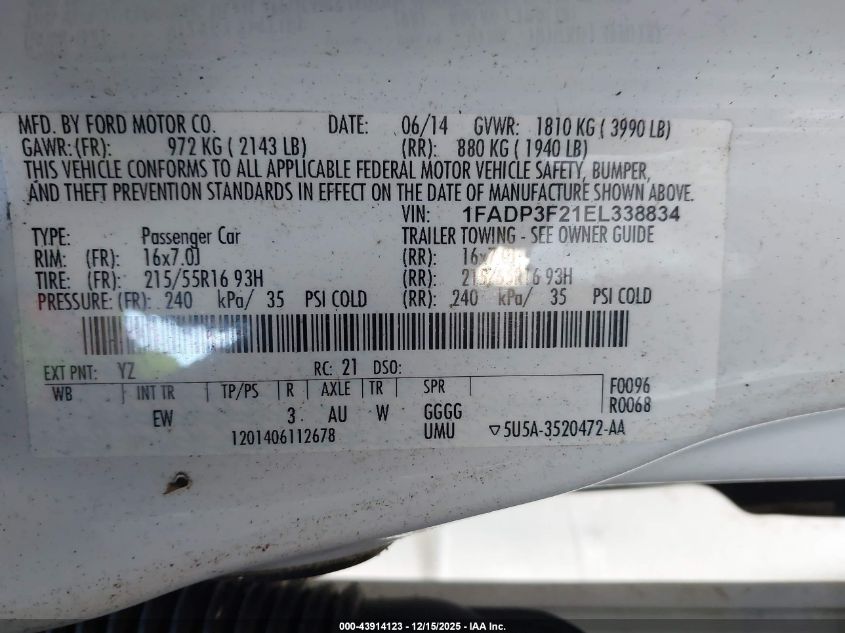 MFD. BY FORD MOTOR CO. DATE: 06/14 GVWR: 1810 KG ( 3990 LB)
GAWR: (FR): 972 KG ( 2143 LB) (RR): 880 KG ( 1940 LB)
THIS VEHICLE CONFORMS TO ALL APPLICABLE FEDERAL MOTOR VEHICLE SAFETY, BUMPER,
AND THEFT PREVENTION STANDARDS IN EFFECT ON THE DATE OF MANUFACTURE SHOWN ABOVE.
VIN: 1FADP3F21EL338834
TYPE: Passenger Car TRAILER TOWING - SEE OWNER GUIDE
RIM: (FR): 16x7.0J (RR): 16x7.0J
TIRE: (FR): 215/55R16 93H (RR): 215/55R16 93H
PRESSURE: (FR): 240 kPa/ 35 PSI COLD (RR): 240 kPa/ 35 PSI COLD
EXT PNT: YZ RC: 21 DSO:
WB INT TR TP/PS R AXLE TR SPR F0096
EW 3 AU W GGGG R0068
1201406112678 UMU ▽5U5A-3520472-AA
000-43914123 - 12/15/2025 - IAA Inc.